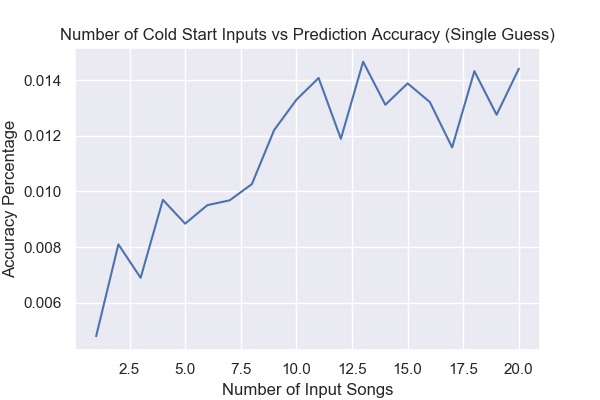 Number of Cold Start Inputs vs Prediction Accuracy (Single Guess)
Accuracy Percentage
0.014
0.012
0.010
0.008
0.006
2.5 5.0 7.5 10.0 12.5 15.0 17.5 20.0
Number of Input Songs